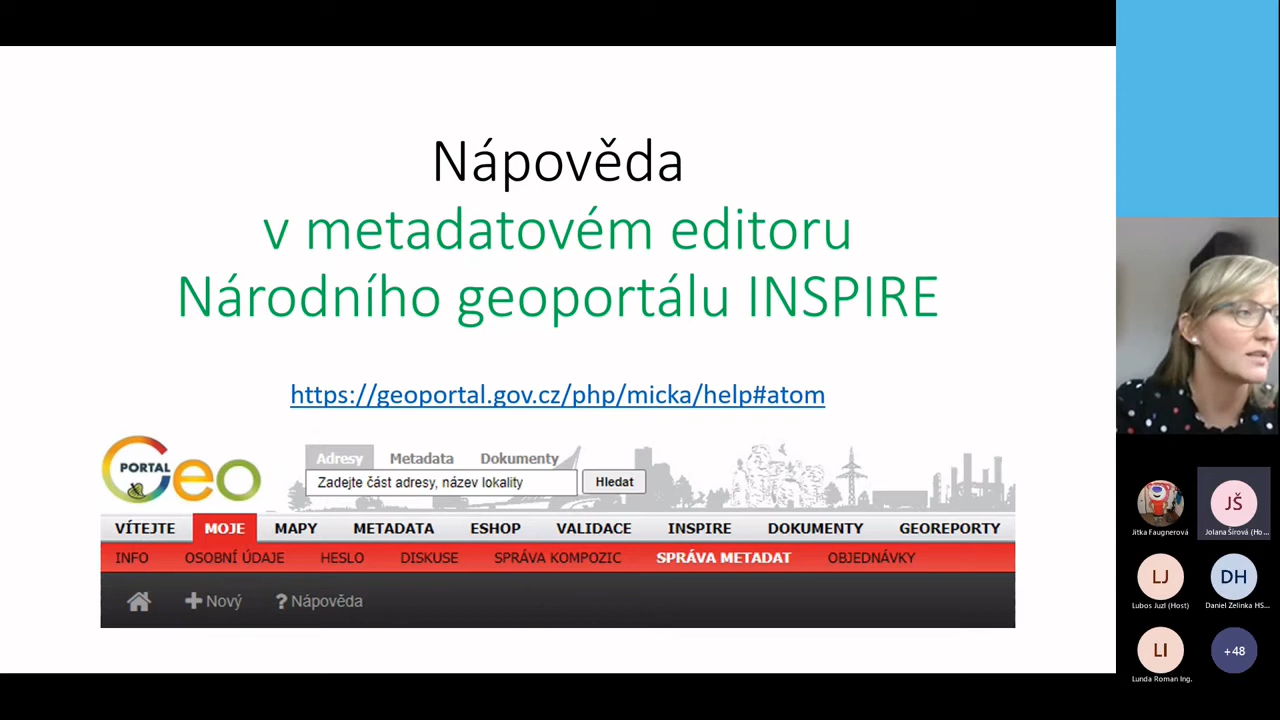 Nápověda
v metadatovém editoru
Národního geoportálu INSPIRE
https://geoportal.gov.cz/php/micka/help#atom
PORTAL Geo
Adresy Metadata Dokumenty
Zadejte část adresy, název lokality Hledat
VÍTEJTE MOJE MAPY METADATA ESHOP VALIDACE INSPIRE DOKUMENTY GEOREPORTY
INFO OSOBNÍ ÚDAJE HESLO DISKUSE SPRÁVA KOMPOZIC SPRÁVA METADAT OBJEDNÁVKY
Nový ? Nápověda
JŠ
Jitka Faugnerová Jolana Šírová (Ho...
LJ DH
Lubos Juzl (Host) Daniel Zelinka HS...
LI +48
Lunda Roman Ing.